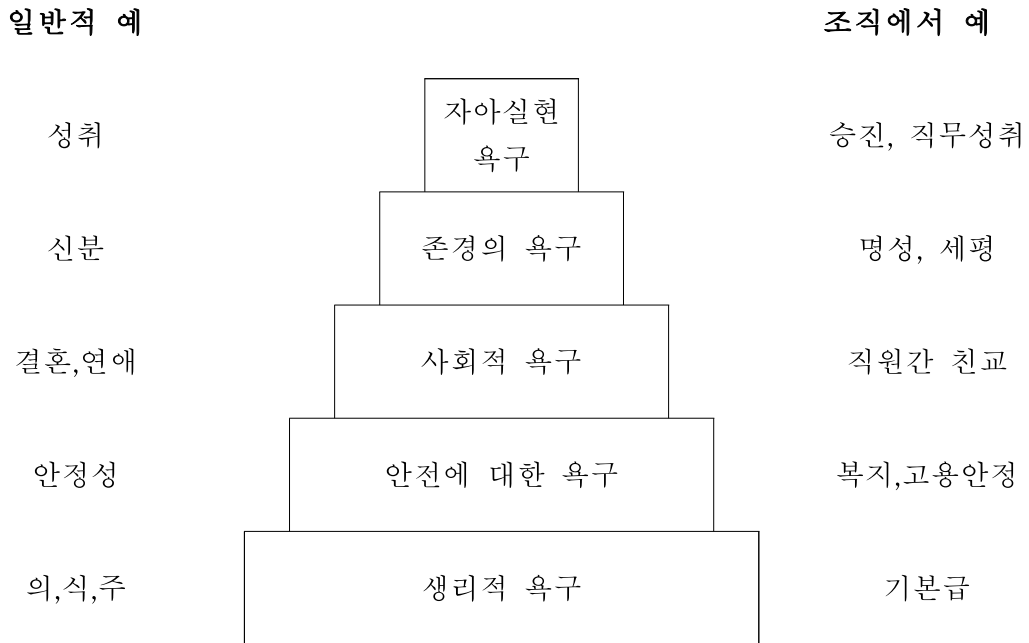 일반적 예
조직에서 예
성취
자아실현
욕구
승진, 직무성취
신분
존경의 욕구
명성, 세평
결혼,연애
사회적 욕구
직원간 친교
안정성
안전에 대한 욕구
복지,고용안정
의,식,주
생리적 욕구
기본급